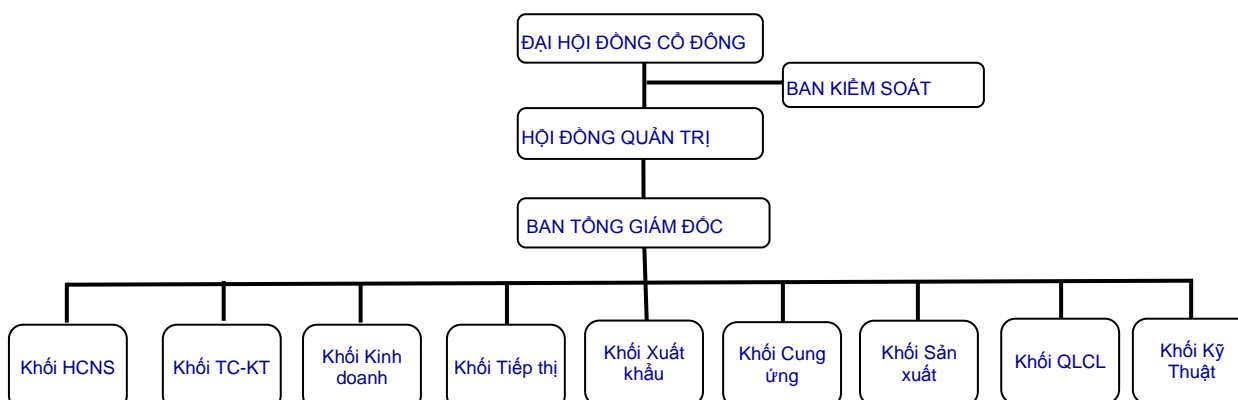 ĐẠI HỘI ĐỒNG CỔ ĐÔNG
BAN KIỂM SOÁT
HỘI ĐỒNG QUẢN TRỊ
BAN TỔNG GIÁM ĐỐC
Khối HCNS
Khối TC-KT
Khối Kinh
doanh
Khối Tiếp thị
Khối Xuất
khẩu
Khối Cung
ứng
Khối Sản
xuất
Khối QLCL
Khối Kỹ
Thuật